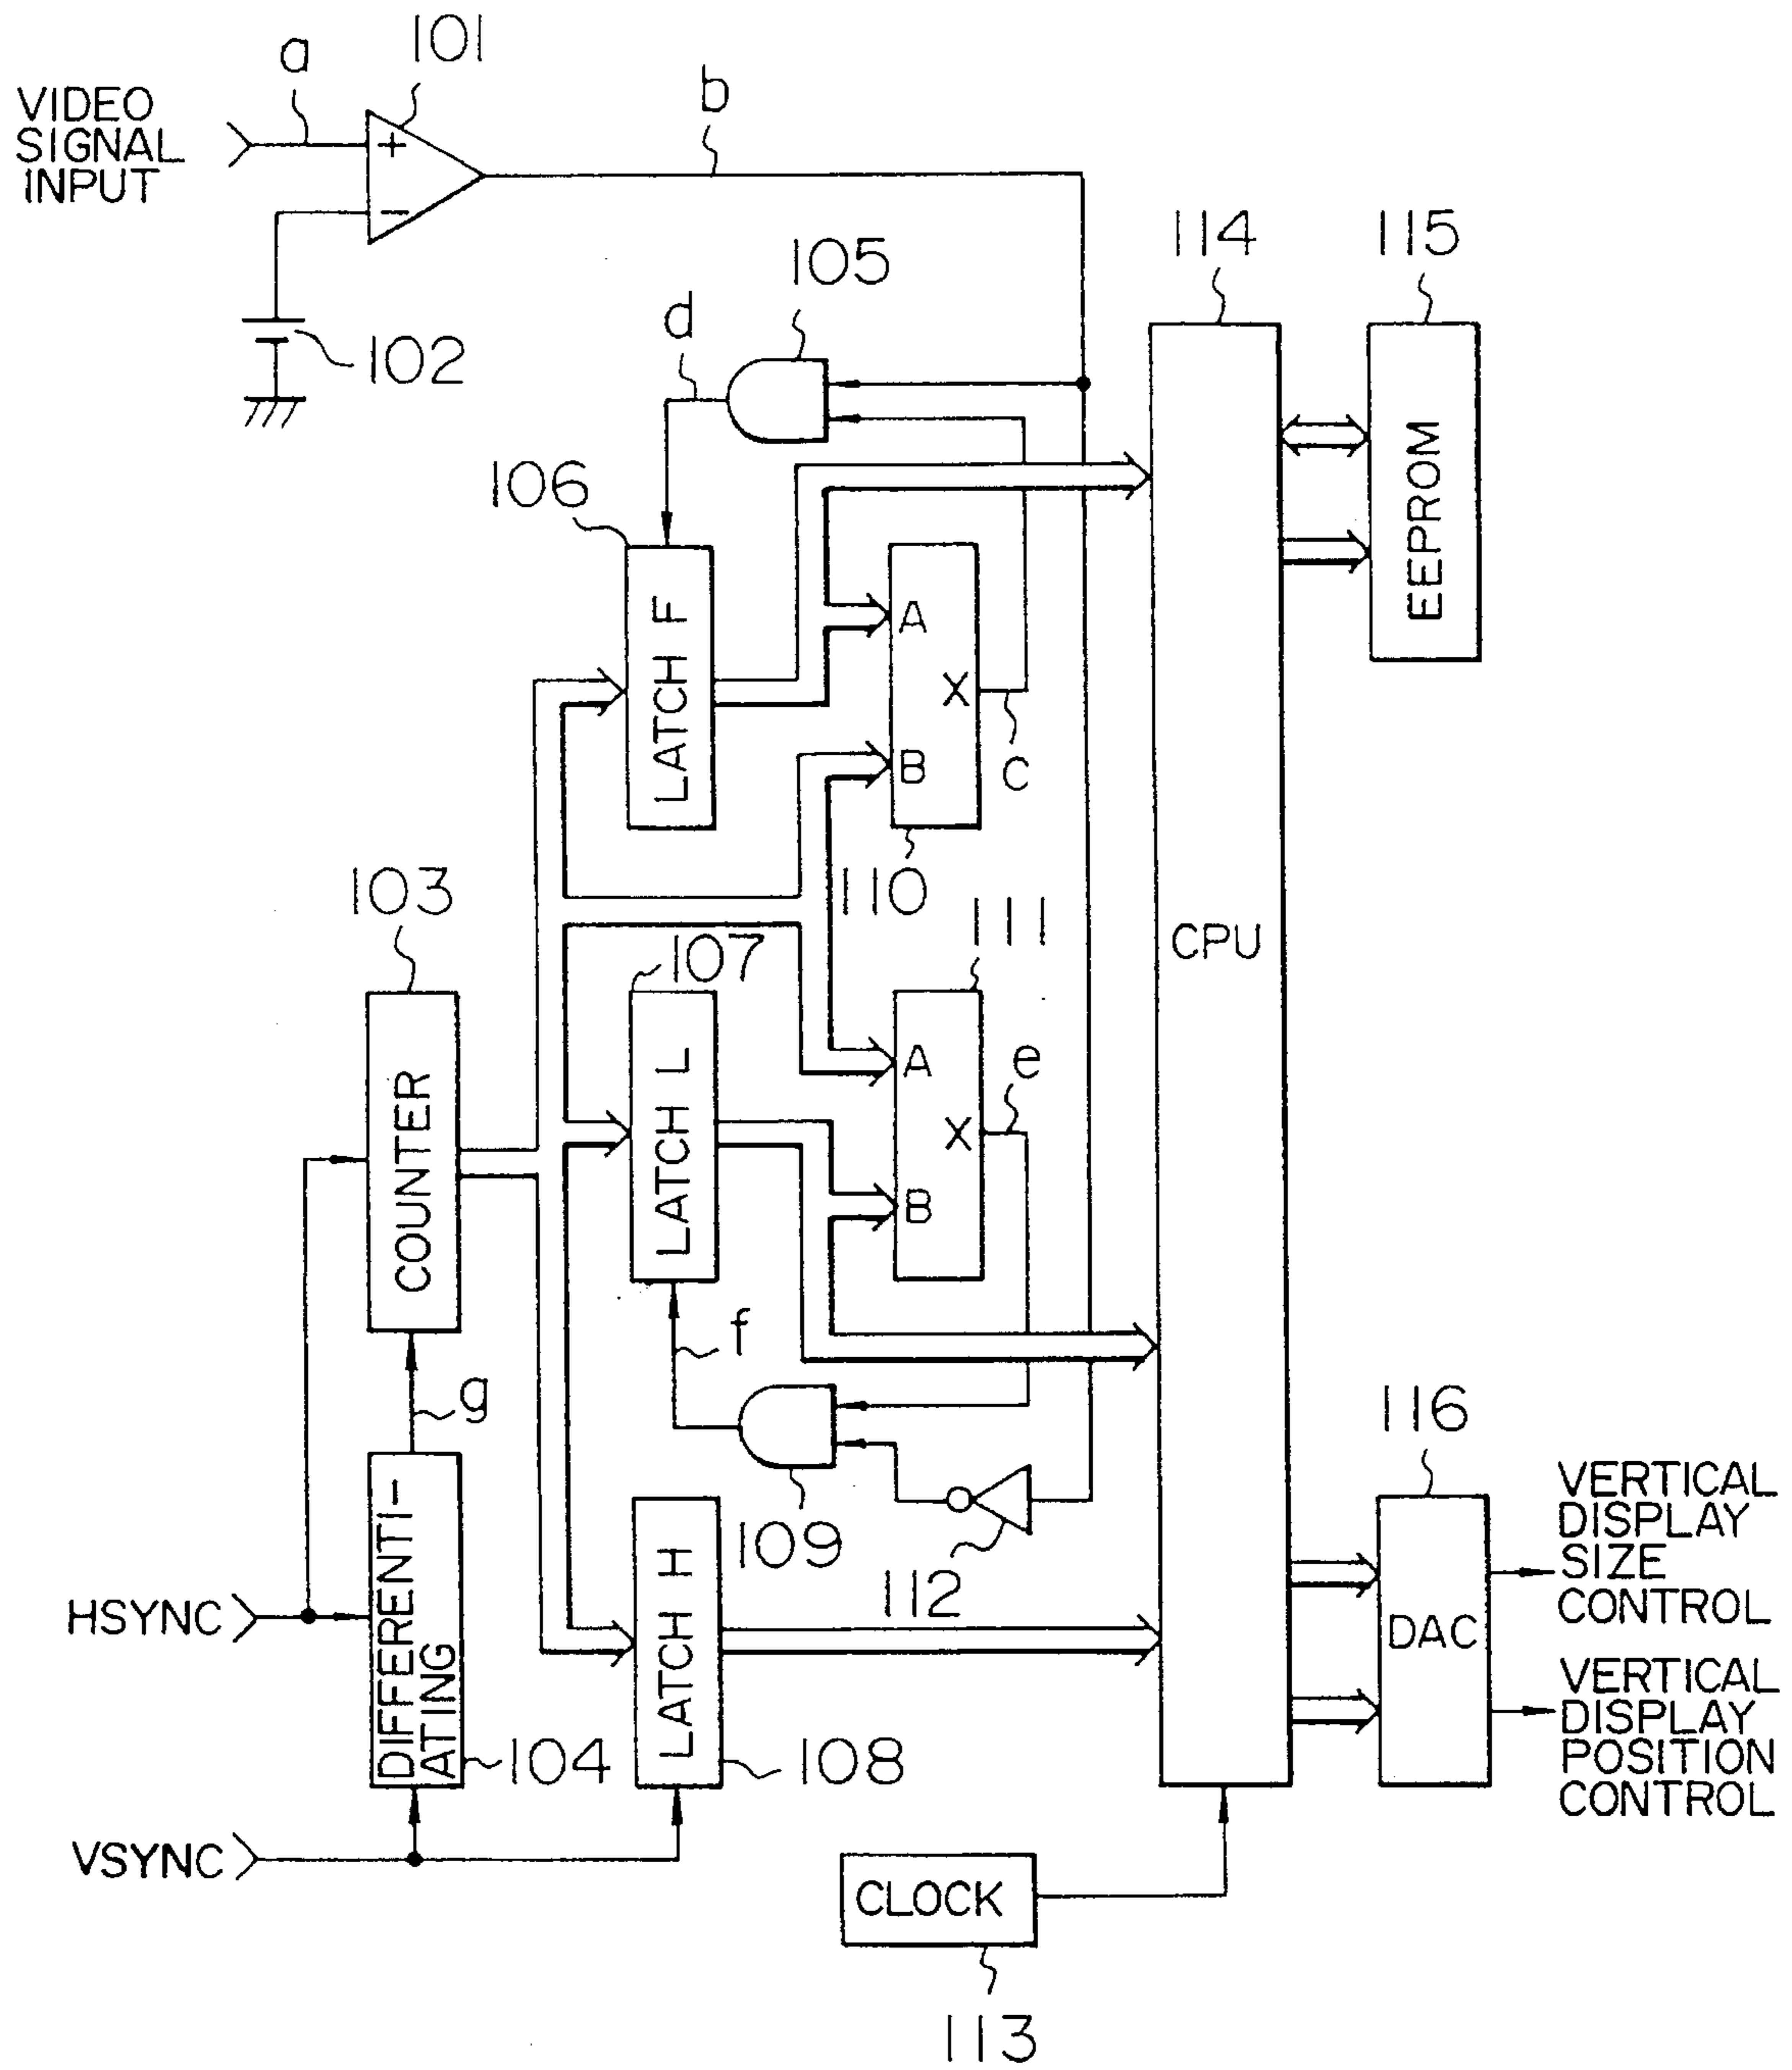 a
101
VIDEO
SIGNAL
INPUT
+
−
b
102
105
d
114
115
106
LATCH F
A
B
X
c
110
EEPROM
103
COUNTER
107
LATCH L
111
A
B
X
e
CPU
f
g
109
112
116
DIFFERENTI-
ATING
104
LATCH H
108
HSYNC
VSYNC
DAC
VERTICAL
DISPLAY
SIZE
CONTROL
VERTICAL
DISPLAY
POSITION
CONTROL
CLOCK
113